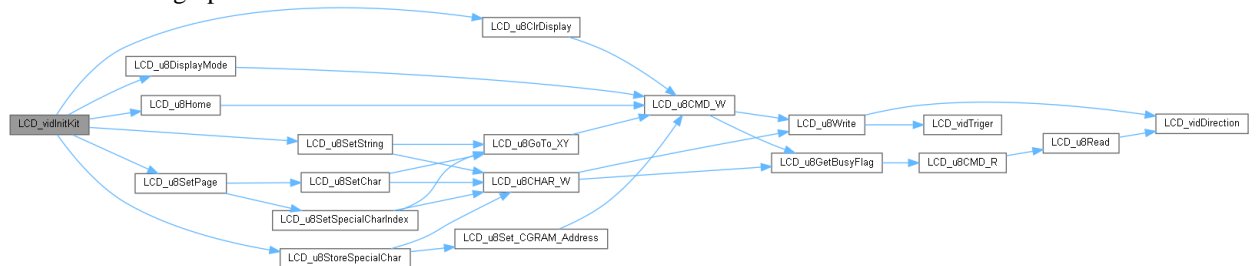 LCD_u8ClrDisplay
LCD_u8DisplayMode
LCD_u8Home
LCD_u8CMD_W
LCD_vidInitKit
LCD_u8Write
LCD_vidTriger
LCD_vidDirection
LCD_u8SetString
LCD_u8GoTo_XY
LCD_u8Read
LCD_u8GetBusyFlag
LCD_u8CMD_R
LCD_u8SetPage
LCD_u8SetChar
LCD_u8CHAR_W
LCD_u8SetSpecialCharIndex
LCD_u8Set_CGRAM_Address
LCD_u8StoreSpecialChar